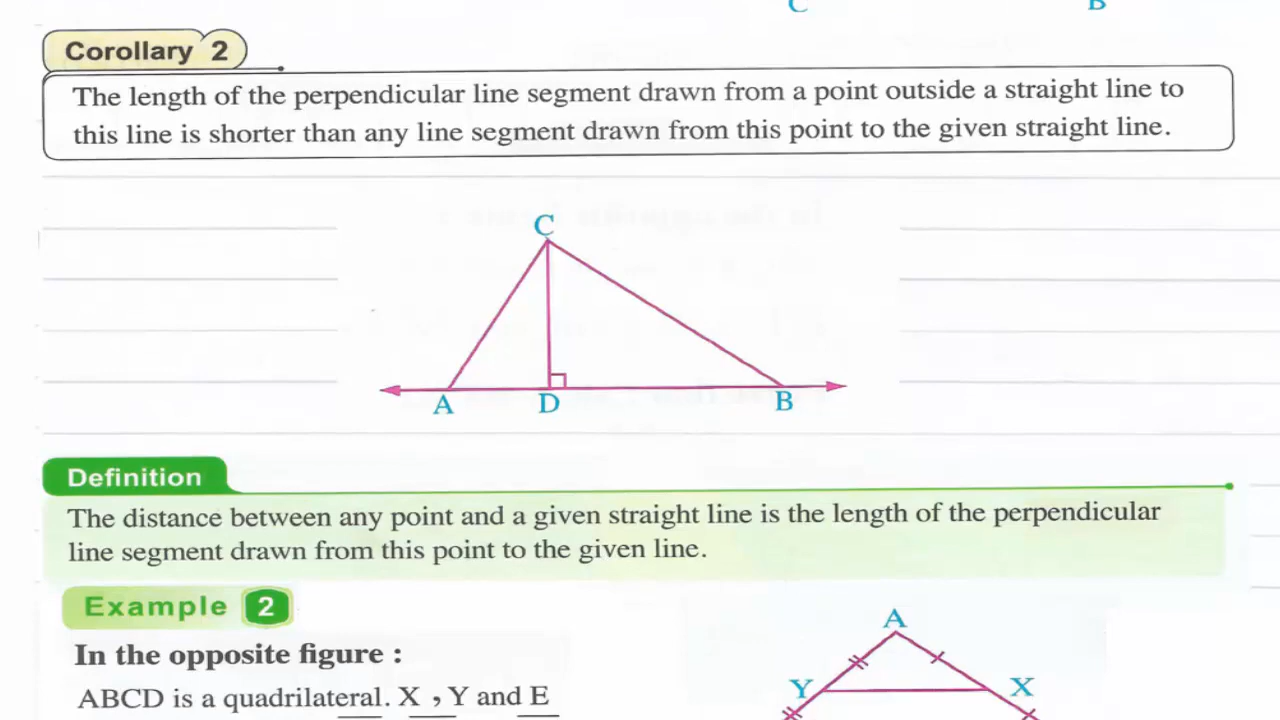 C B
Corollary 2
The length of the perpendicular line segment drawn from a point outside a straight line to
this line is shorter than any line segment drawn from this point to the given straight line.
C
A D B
Definition
The distance between any point and a given straight line is the length of the perpendicular
line segment drawn from this point to the given line.
Example 2
A
In the opposite figure :
Y X
ABCD is a quadrilateral. X , Y and E